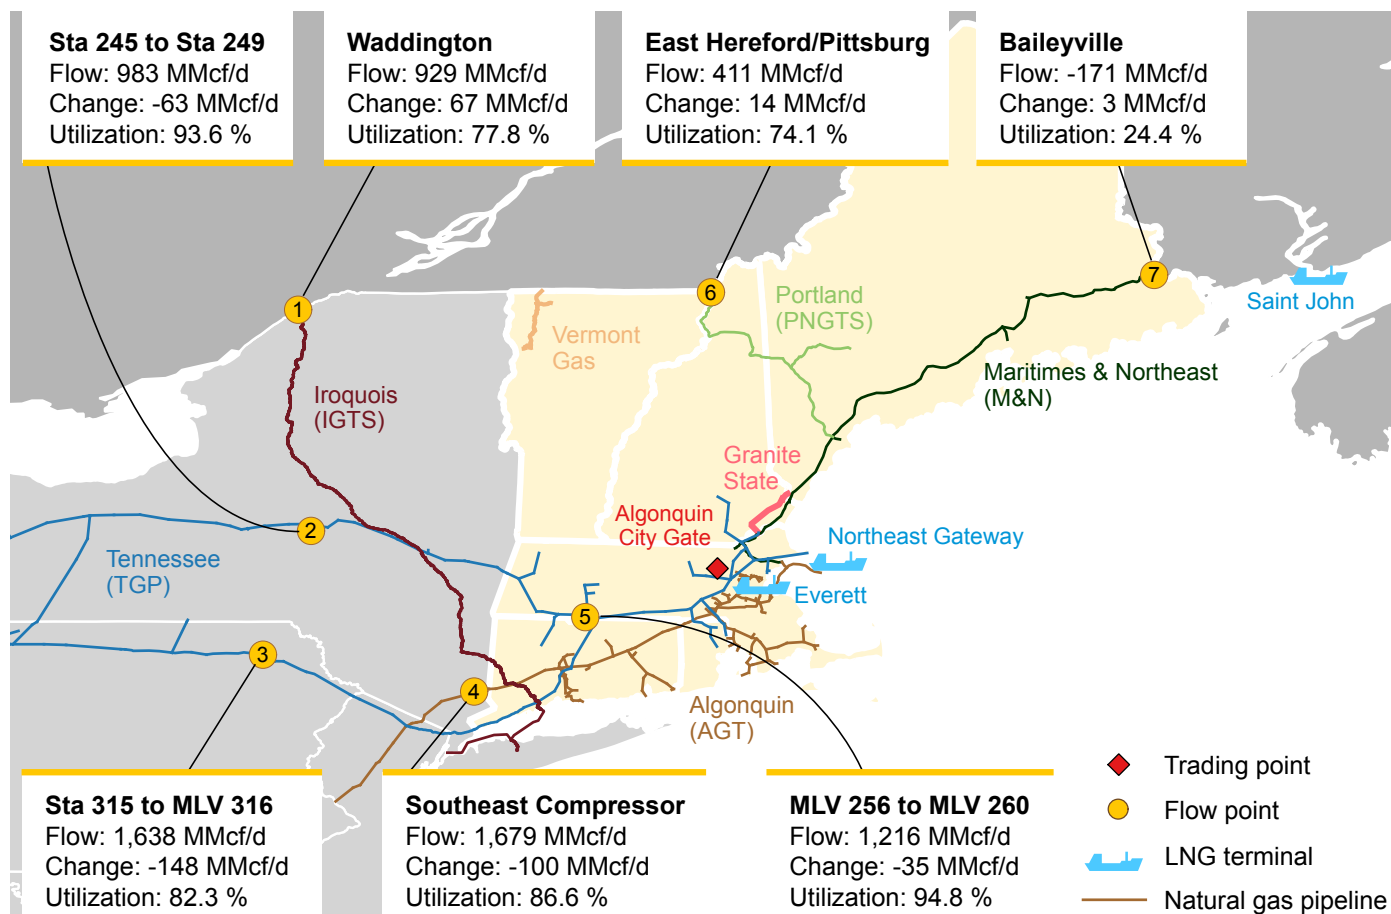 Sta 245 to Sta 249
Flow: 983 MMcf/d
Change: -63 MMcf/d
Utilization: 93.6 %
Waddington
Flow: 929 MMcf/d
Change: 67 MMcf/d
Utilization: 77.8 %
East Hereford/Pittsburg
Flow: 411 MMcf/d
Change: 14 MMcf/d
Utilization: 74.1 %
Baileyville
Flow: -171 MMcf/d
Change: 3 MMcf/d
Utilization: 24.4 %
1
6
7
Saint John
Portland
(PNGTS)
Vermont
Gas
Maritimes & Northeast
(M&N)
Iroquois
(IGTS)
Granite
State
Algonquin
City Gate
2
Northeast Gateway
Tennessee
(TGP)
Everett
5
3
4
Algonquin
(AGT)
Sta 315 to MLV 316
Flow: 1,638 MMcf/d
Change: -148 MMcf/d
Utilization: 82.3 %
Southeast Compressor
Flow: 1,679 MMcf/d
Change: -100 MMcf/d
Utilization: 86.6 %
MLV 256 to MLV 260
Flow: 1,216 MMcf/d
Change: -35 MMcf/d
Utilization: 94.8 %
Trading point
Flow point
LNG terminal
Natural gas pipeline